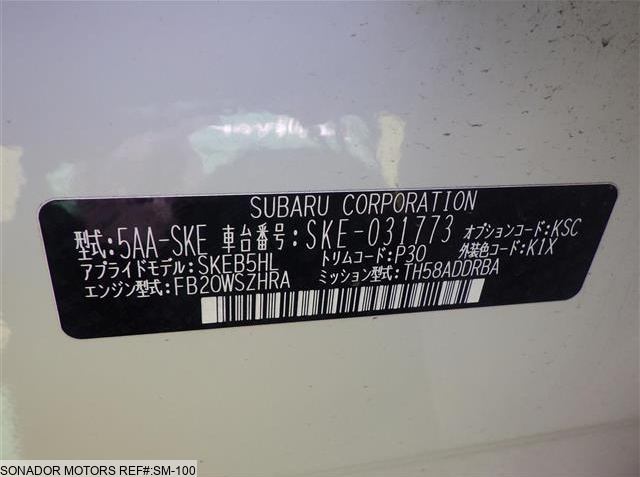 SUBARU CORPORATION
型式:5AA-SKE 車台番号:SKE-031773 オプションコード:KSC
アプライドモデル:SKEB5HL トリムコード:P30 外装色コード:K1X
エンジン型式:FB20WSZHRA ミッション型式:TH58ADDRBA
SONADOR MOTORS REF#:SM-100